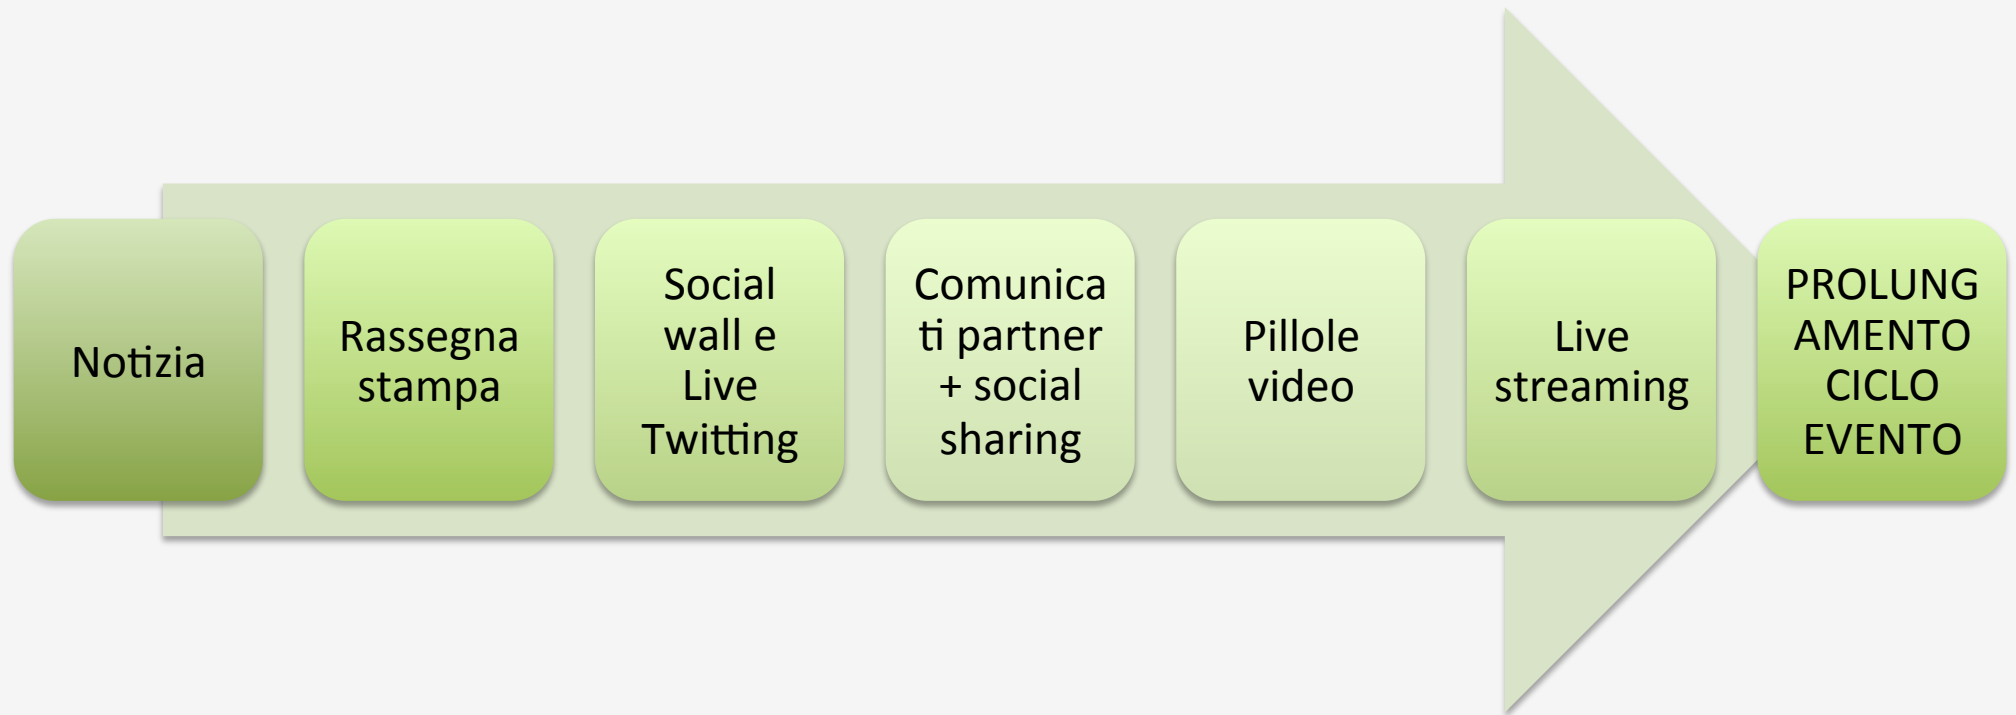 Notizia
Rassegna
stampa
Social
wall e
Live
Twitting
Comunica
ti partner
+ social
sharing
Pillole
video
Live
streaming
PROLUNG
AMENTO
CICLO
EVENTO